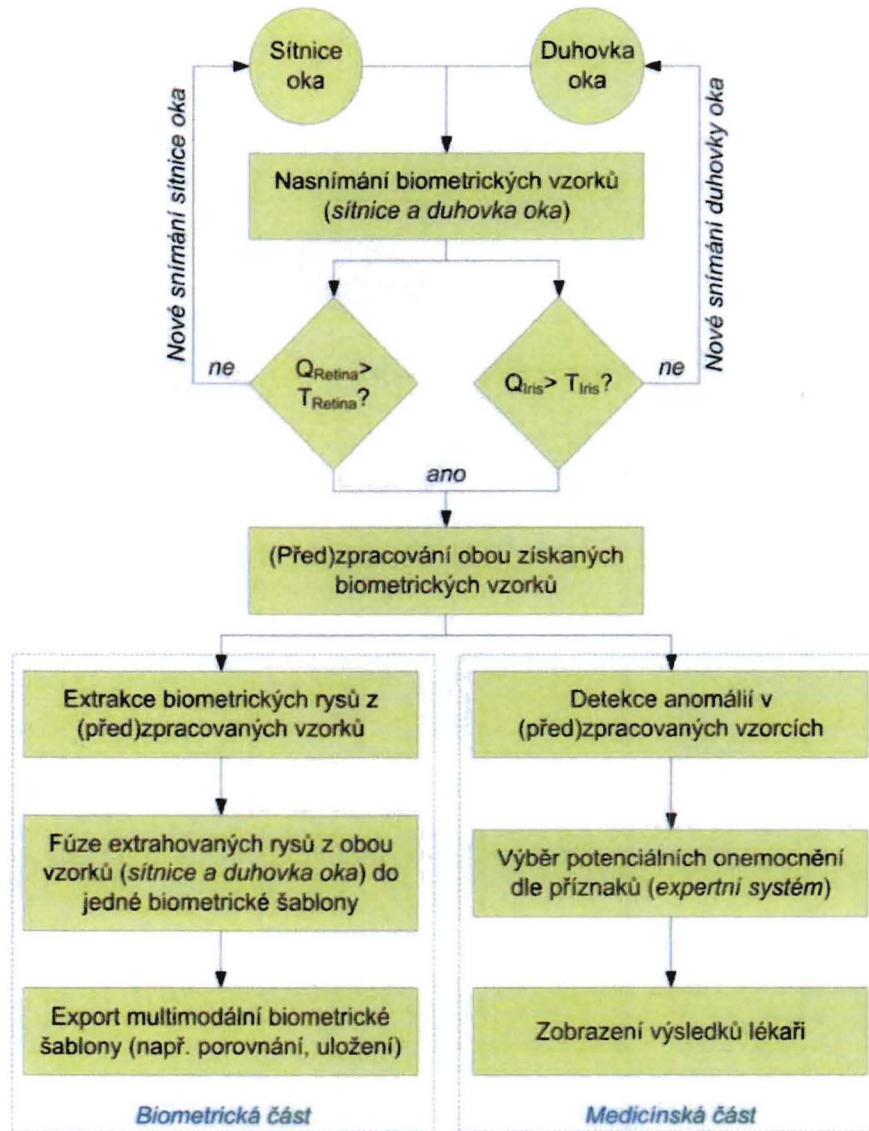 Sítnice
oka
Duhovka
oka
Nové snímání sítnice oka
Nové snímání duhovky oka
Nasnímání biometrických vzorků
(sítnice a duhovka oka)
ne
QRetina>
TRetina?
QIris> TIris?
ne
ano
(Před)zpracování obou získaných
biometrických vzorků
Extrakce biometrických rysů z
(před)zpracovaných vzorků
Fúze extrahovaných rysů z obou
vzorků (sítnice a duhovka oka) do
jedné biometrické šablony
Export multimodální biometrické
šablony (např. porovnání, uložení)
Biometrická část
Detekce anomálií v
(před)zpracovaných vzorcích
Výběr potenciálních onemocnění
dle příznaků (expertní systém)
Zobrazení výsledků lékaři
Medicínská část